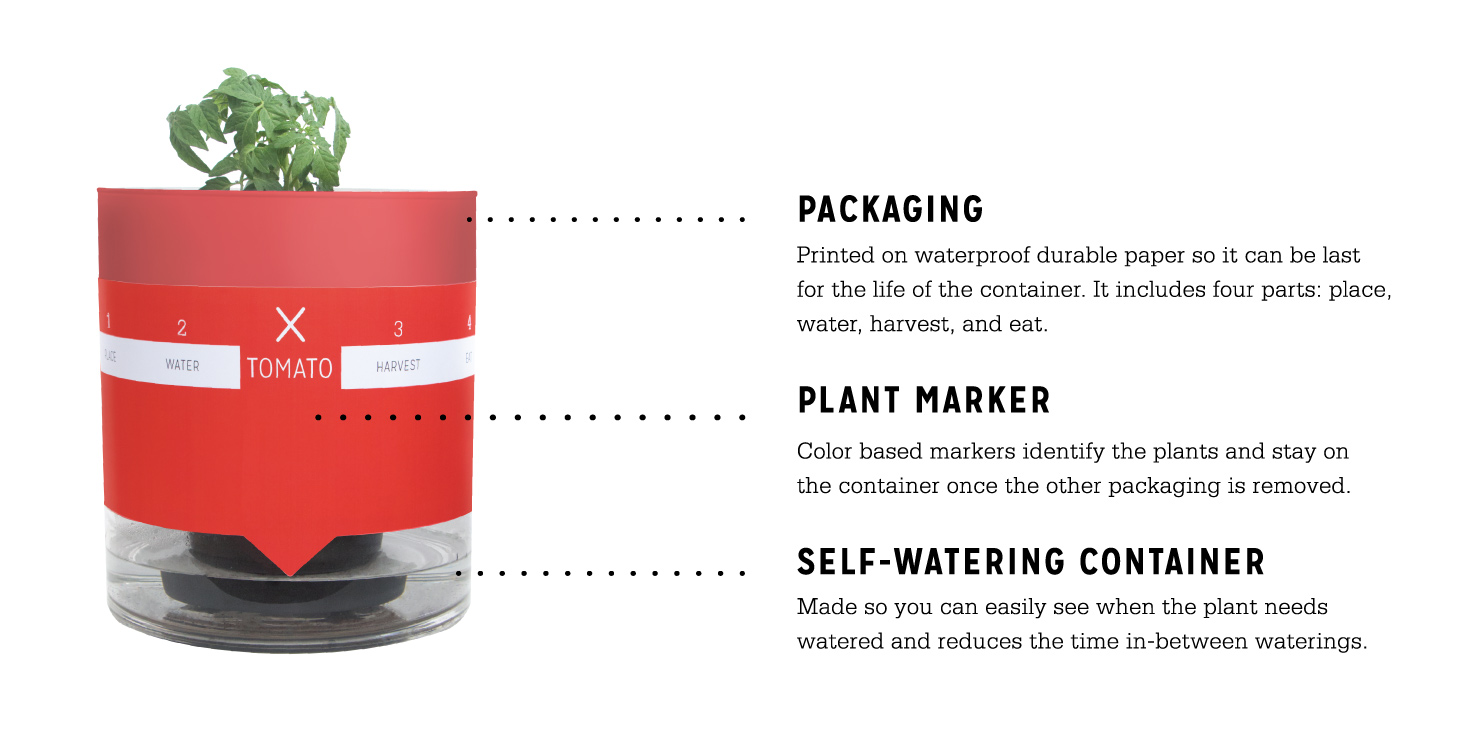 PACKAGING
Printed on waterproof durable paper so it can be last
for the life of the container. It includes four parts: place,
water, harvest, and eat.
1
2
X
3
4
PLACE
WATER
TOMATO
HARVEST
EAT
PLANT MARKER
Color based markers identify the plants and stay on
the container once the other packaging is removed.
SELF-WATERING CONTAINER
Made so you can easily see when the plant needs
watered and reduces the time in-between waterings.